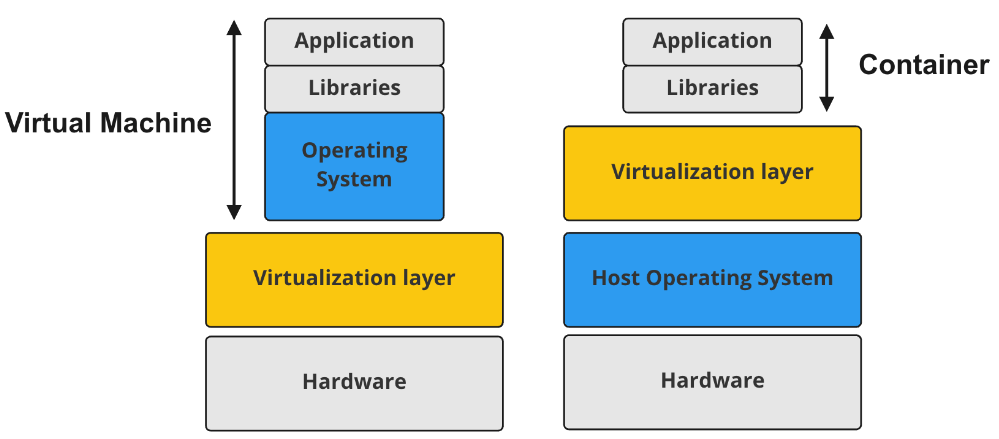 Virtual Machine
Application
Libraries
Operating
System
Virtualization layer
Hardware
Application
Libraries
Container
Virtualization layer
Host Operating System
Hardware